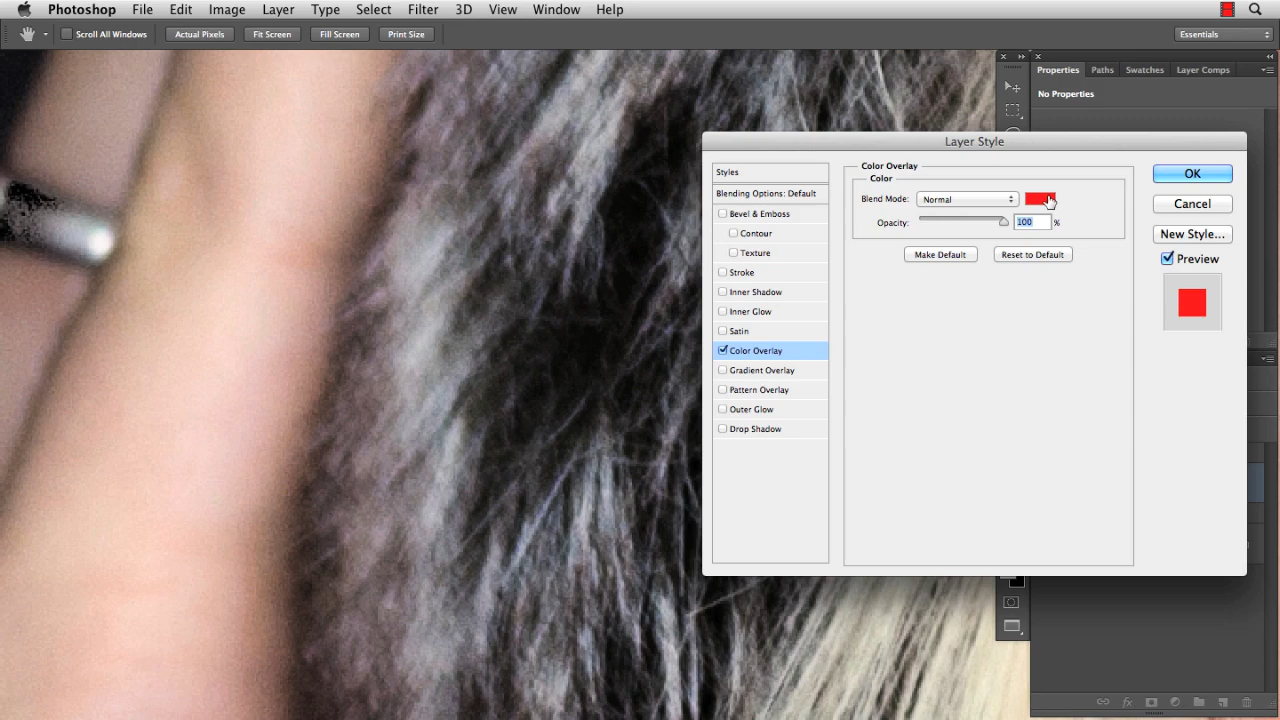 Photoshop File Edit Image Layer Type Select Filter 3D View Window Help
Scroll All Windows Actual Pixels Fit Screen Fill Screen Print Size Essentials
Properties Paths Swatches Layer Comps
No Properties
Layer Style
Styles
Blending Options: Default
Bevel & Emboss
Contour
Texture
Stroke
Inner Shadow
Inner Glow
Satin
Color Overlay
Gradient Overlay
Pattern Overlay
Outer Glow
Drop Shadow
Color Overlay
Color
Blend Mode: Normal
Opacity: 100 %
Make Default Reset to Default
OK
Cancel
New Style...
Preview
fx